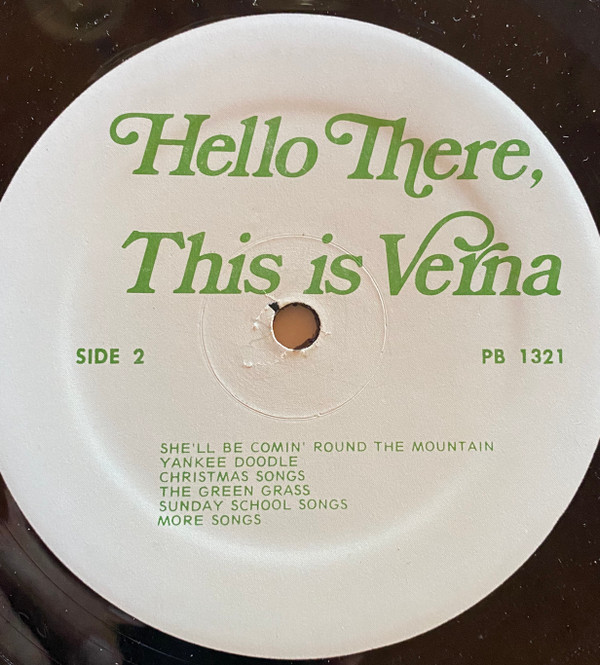 Hello There,
This is Verna
SIDE 2 PB 1321
SHE'LL BE COMIN' ROUND THE MOUNTAIN
YANKEE DOODLE
CHRISTMAS SONGS
THE GREEN GRASS
SUNDAY SCHOOL SONGS
MORE SONGS